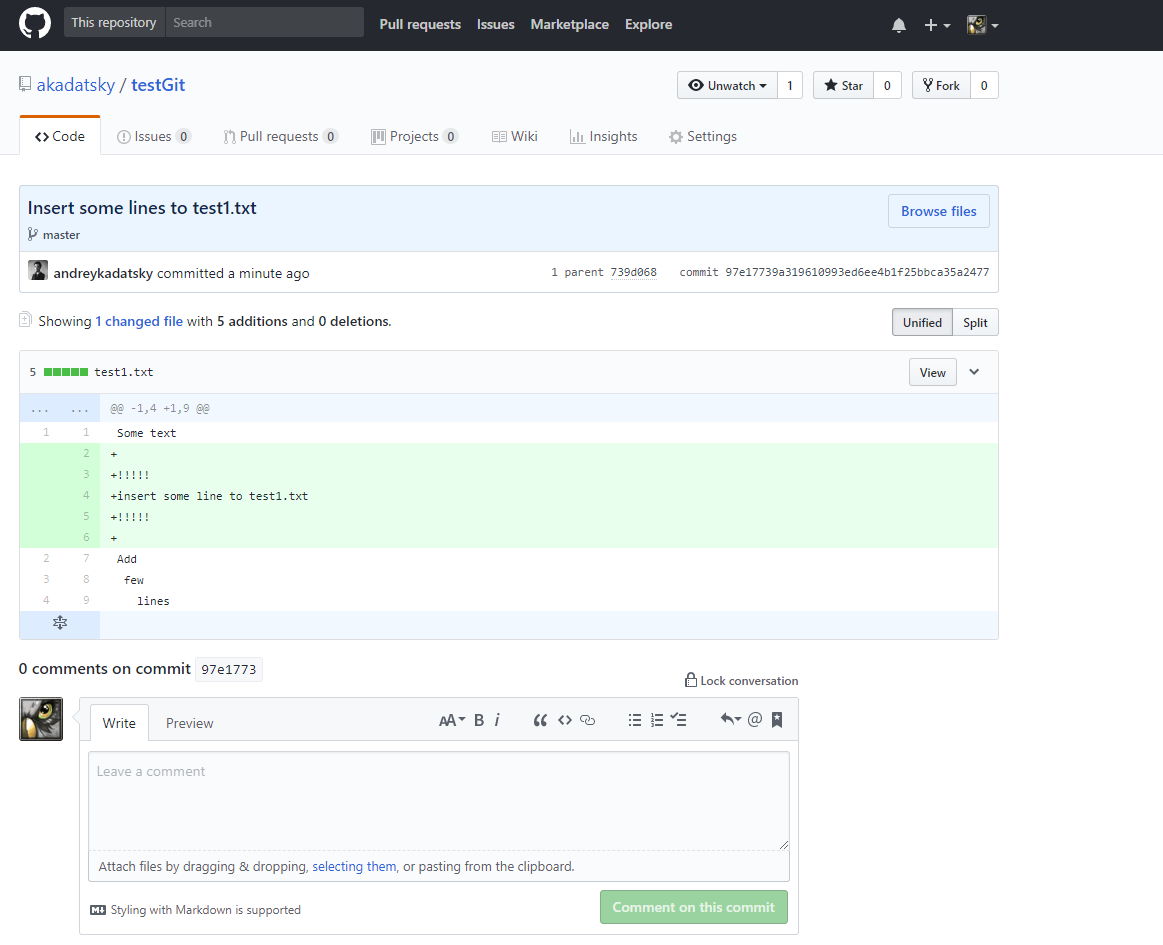 This repository Search Pull requests Issues Marketplace Explore
akadatsky / testGit Unwatch 1 Star 0 Fork 0
Code Issues 0 Pull requests 0 Projects 0 Wiki Insights Settings
Insert some lines to test1.txt Browse files
master
andreykadatsky committed a minute ago 1 parent 739d068 commit 97e17739a319610993ed6ee4b1f25bbca35a2477
Showing 1 changed file with 5 additions and 0 deletions. Unified Split
5 test1.txt View
... ... @@ -1,4 +1,9 @@
1 1 Some text
2 +
3 +!!!!!
4 +insert some line to test1.txt
5 +!!!!!
6 +
2 7 Add
3 8 few
4 9 lines
0 comments on commit 97e1773
Lock conversation
Write Preview AA B i “ <> @
Leave a comment
Attach files by dragging & dropping, selecting them, or pasting from the clipboard.
Styling with Markdown is supported Comment on this commit